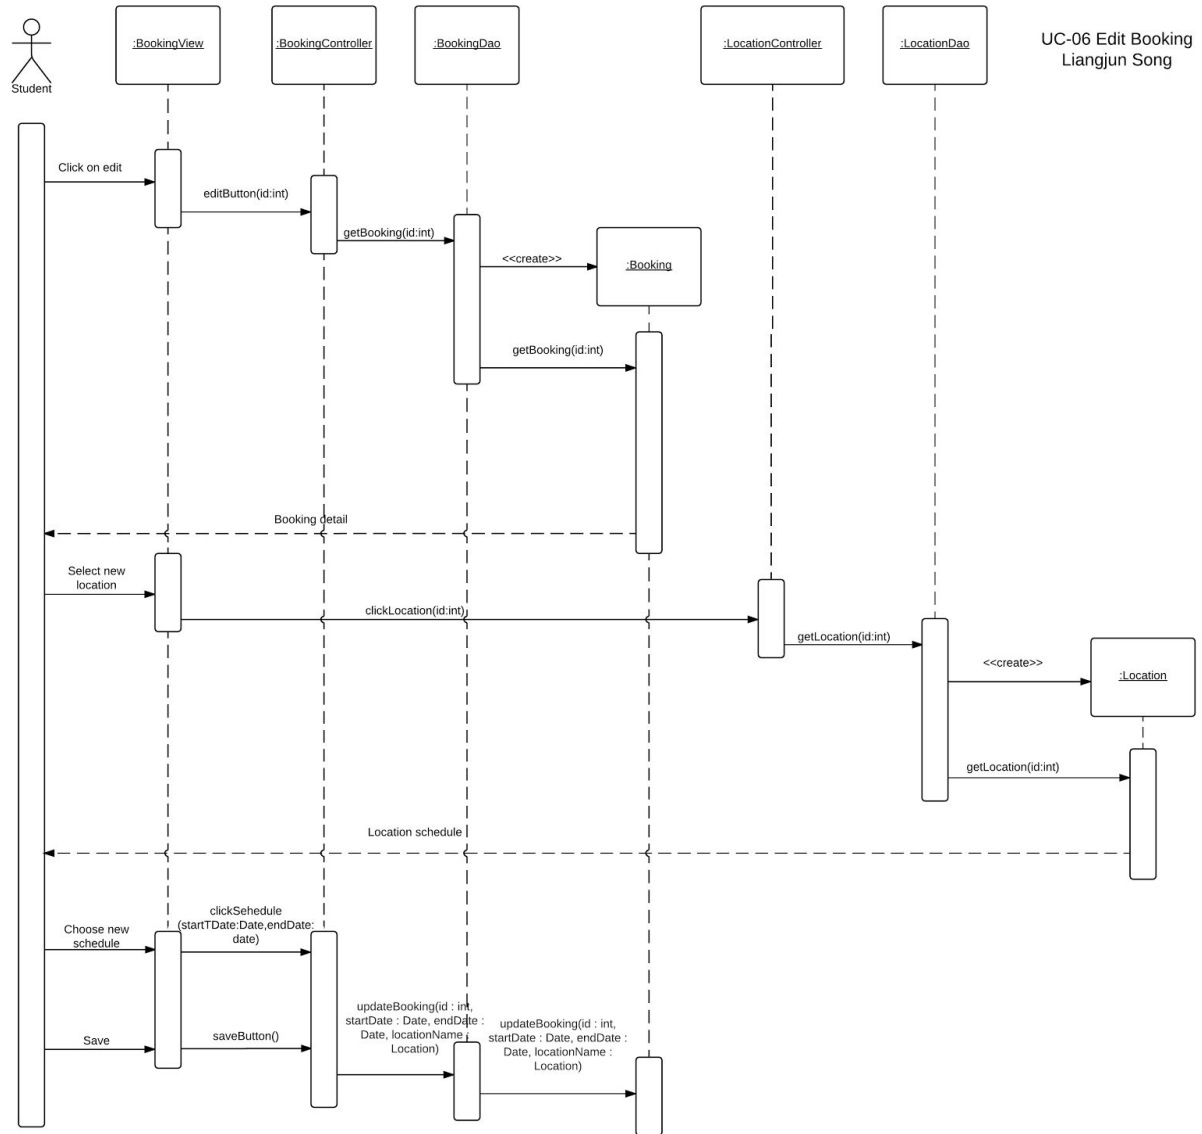 :BookingView
:BookingController
:BookingDao
:LocationController
:LocationDao
UC-06 Edit Booking
Liangjun Song
Student
Click on edit
editButton(id:int)
getBooking(id:int)
<<create>>
:Booking
getBooking(id:int)
Booking detail
Select new
location
clickLocation(id:int)
getLocation(id:int)
<<create>>
:Location
getLocation(id:int)
Location schedule
Choose new
schedule
clickSehedule
(startTDate:Date,endDate:
date)
updateBooking(id : int,
startDate : Date, endDate :
Date, locationName :
Location)
updateBooking(id : int,
startDate : Date, endDate :
Date, locationName :
Location)
Save
saveButton()